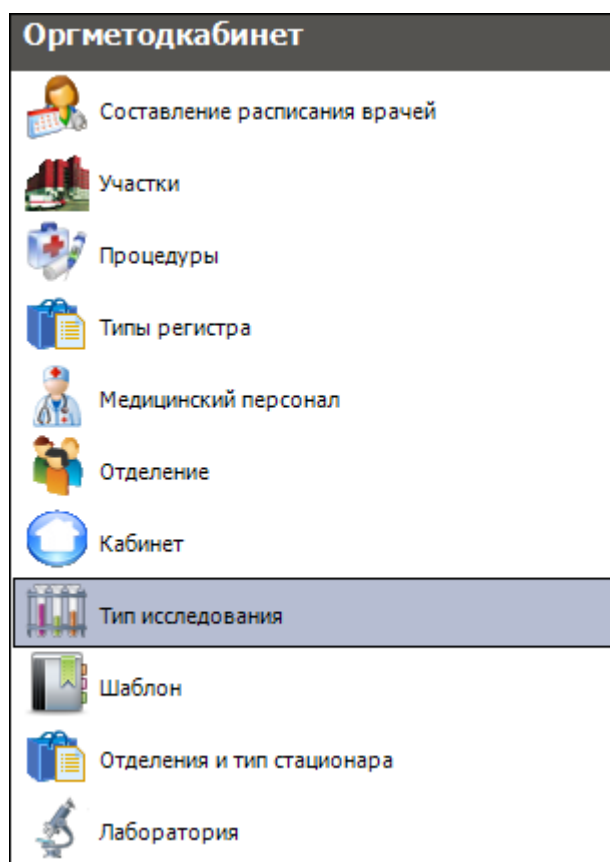 Оргметодкабинет
Составление расписания врачей
Участки
Процедуры
Типы регистра
Медицинский персонал
Отделение
Кабинет
Тип исследования
Шаблон
Отделения и тип стационара
Лаборатория